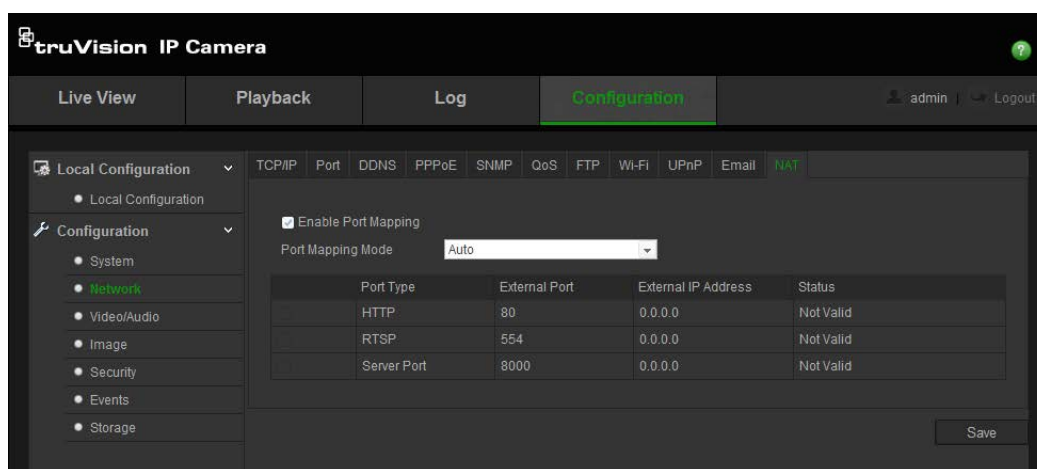 truVision IP Camera
?
Live View Playback Log Configuration admin | Logout
Local Configuration
Local Configuration
Configuration
System
Network
Video/Audio
Image
Security
Events
Storage
TCP/IP Port DDNS PPPoE SNMP QoS FTP Wi-Fi UPnP Email NAT
Enable Port Mapping
Port Mapping Mode Auto
Port Type External Port External IP Address Status
HTTP 80 0.0.0.0 Not Valid
RTSP 554 0.0.0.0 Not Valid
Server Port 8000 0.0.0.0 Not Valid
Save